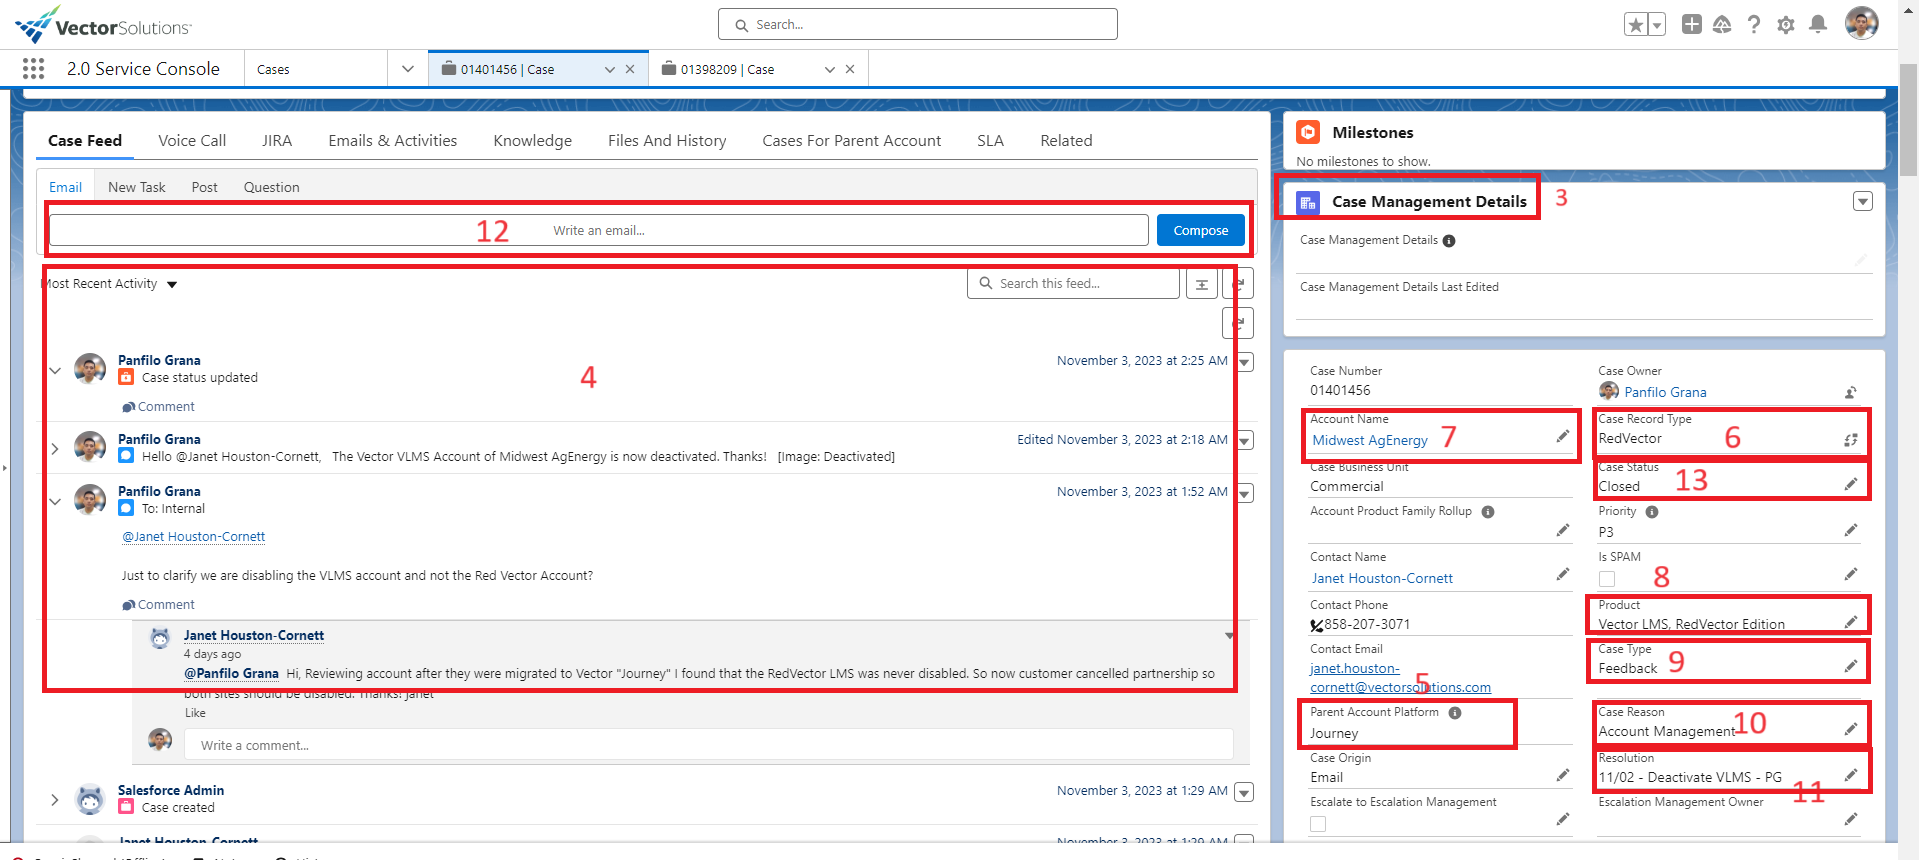 VectorSolutions
Search...
2.0 Service Console
Cases
01401456 | Case
01398209 | Case
Case Feed
Voice Call
JIRA
Emails & Activities
Knowledge
Files And History
Cases For Parent Account
SLA
Related
Email
New Task
Post
Question
12
Write an email...
Compose
Most Recent Activity
Search this feed...
4
Panfilo Grana
November 3, 2023 at 2:25 AM
Case status updated
Comment
Panfilo Grana
Edited November 3, 2023 at 2:18 AM
Hello @Janet Houston-Cornett, The Vector VLMS Account of Midwest AgEnergy is now deactivated. Thanks! [Image: Deactivated]
Panfilo Grana
November 3, 2023 at 1:52 AM
To: Internal
@Janet Houston-Cornett
Just to clarify we are disabling the VLMS account and not the Red Vector Account?
Comment
Janet Houston-Cornett
4 days ago
@Panfilo Grana Hi, Reviewing account after they were migrated to Vector "Journey" I found that the RedVector LMS was never disabled. So now customer cancelled partnership so
both sites should be disabled. Thanks! Janet
Like
Write a comment...
Salesforce Admin
November 3, 2023 at 1:29 AM
Case created
Janet Houston-Cornett
November 3, 2023 at 1:29 AM
Milestones
No milestones to show.
Case Management Details
3
Case Management Details
Case Management Details Last Edited
Case Number
01401456
Case Owner
Panfilo Grana
Account Name
Midwest AgEnergy
7
Case Record Type
RedVector
6
Case Business Unit
Commercial
Case Status
Closed
13
Account Product Family Rollup
Priority
P3
Contact Name
Janet Houston-Cornett
Is SPAM
8
Contact Phone
858-207-3071
Product
Vector LMS, RedVector Edition
Contact Email
janet.houston-
cornett@vectorsolutions.com
Case Type
Feedback
9
5
Parent Account Platform
Journey
Case Reason
Account Management
10
Case Origin
Email
Resolution
11/02 - Deactivate VLMS - PG
11
Escalate to Escalation Management
Escalation Management Owner